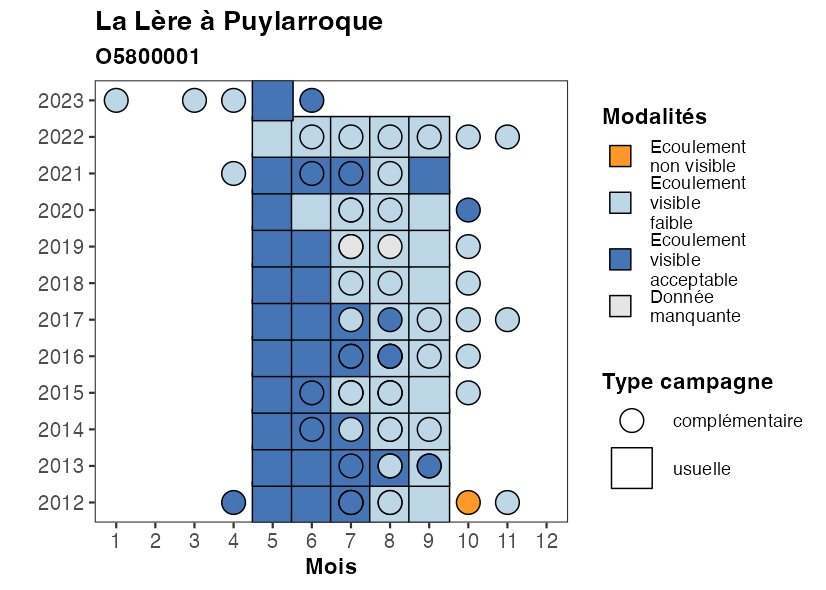 La Lère à Puylarroque
O5800001
2023
2022
2021
2020
2019
2018
2017
2016
2015
2014
2013
2012
1 2 3 4 5 6 7 8 9 10 11 12
Mois
Modalités
Ecoulement
non visible
Ecoulement
visible
faible
Ecoulement
visible
acceptable
Donnée
manquante
Type campagne
complémentaire
usuelle